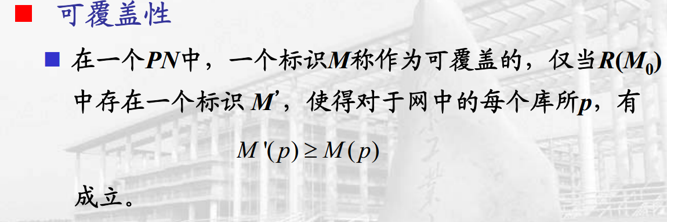 可覆盖性
在一个PN中，一个标识M称作为可覆盖的，仅当R(M₀)
中存在一个标识 M’，使得对于网中的每个库所p，有
M'(p) ≥ M(p)
成立。